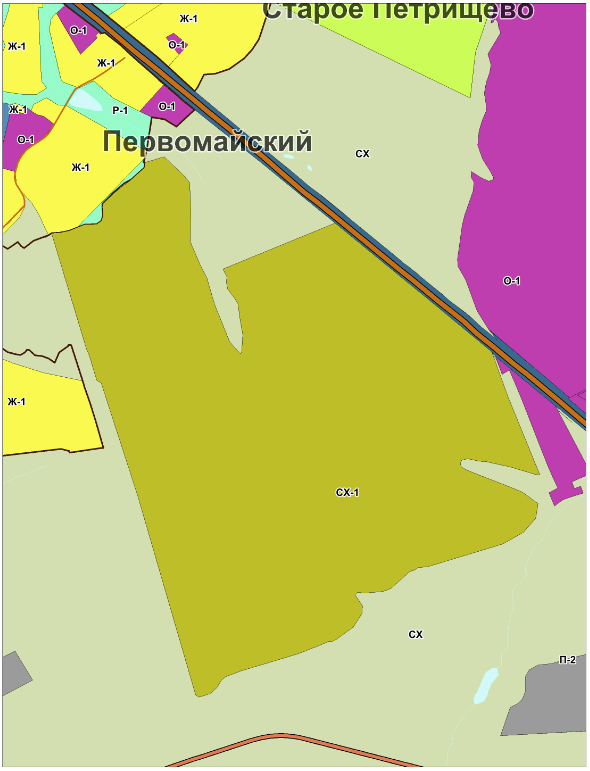 Старое Петрищево
Ж-1
О-1
Ж-1
О-1
Ж-1
Ж-1
О-1
Р-1
О-1
Первомайский
СХ
Ж-1
О-1
Ж-1
СХ-1
СХ
П-2